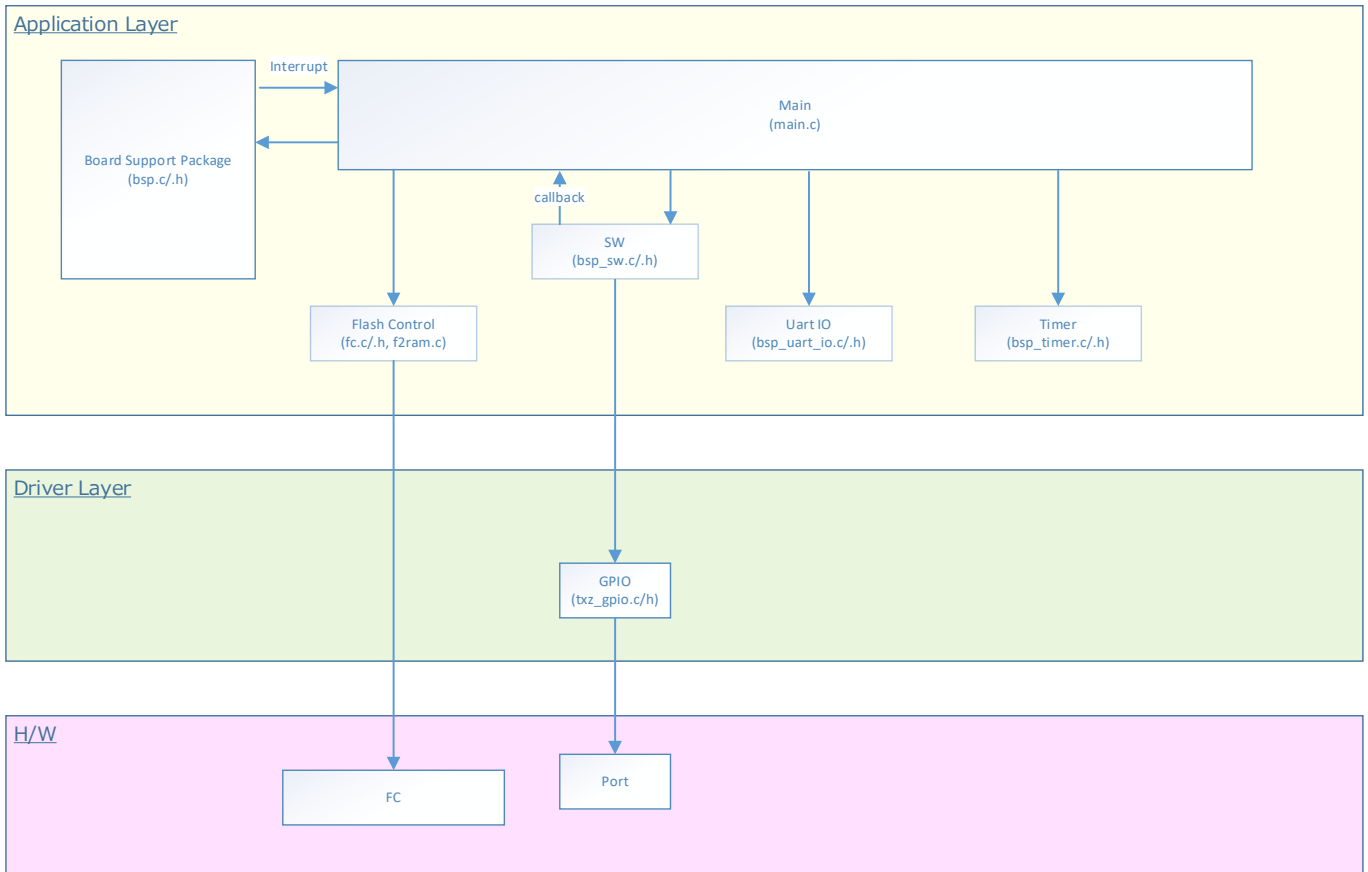 Application Layer
Interrupt
Main
(main.c)
Board Support Package
(bsp.c/.h)
callback
SW
(bsp_sw.c/.h)
Flash Control
(fc.c/.h, f2ram.c)
Uart IO
(bsp_uart_io.c/.h)
Timer
(bsp_timer.c/.h)
Driver Layer
GPIO
(txz_gpio.c/h)
H/W
Port
FC